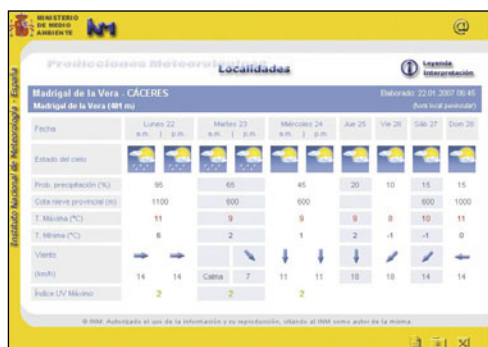 MINISTERIO
DE MEDIO
AMBIENTE
INM
@
Instituto Nacional de Meteorología - España
Predicciones Meteorológicas
Localidades
Leyenda
Interpretación
Madrigal de la Vera - CÁCERES
Elaborado: 22.01.2007 06:45
Madrigal de la Vera (401 m)
(hora local peninsular)
Fecha Lunes 22 Martes 23 Miércoles 24 Jue 25 Vie 26 Sáb 27 Dom 28
a.m. | p.m. a.m. | p.m. a.m. | p.m.
Estado del cielo
Prob. precipitación (%) 95 65 45 20 10 15 15
Cota nieve provincial (m) 1100 600 600 600 1000
T. Máxima (°C) 11 9 9 9 8 10 11
T. Mínima (°C) 6 2 1 2 -1 -1 0
Viento
(km/h) 14 14 Calma 7 11 11 18 18 14 14
Índice UV Máximo 2 2 2
© INM. Autorizado el uso de la información y su reproducción, citando al INM como autor de la misma.